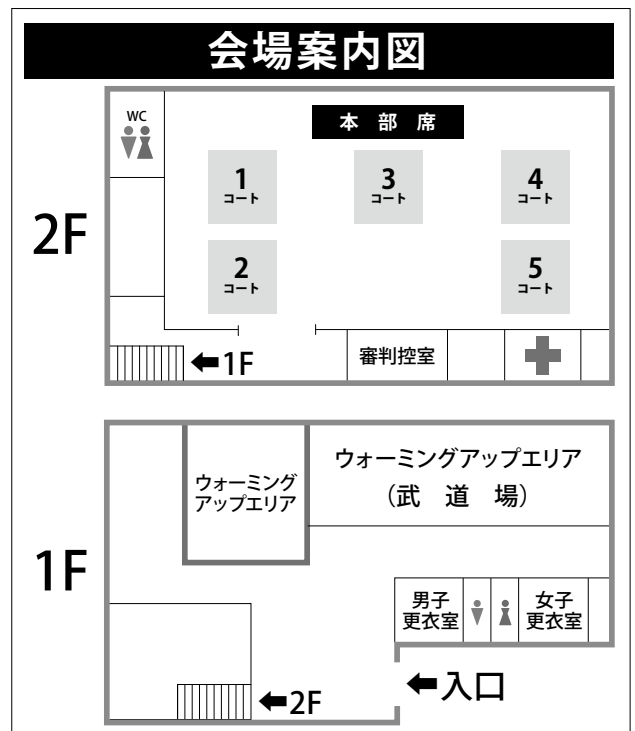 会場案内図
2F
WC
本部席
1
コート
3
コート
4
コート
2
コート
5
コート
←1F
審判控室
1F
ウォーミング
アップエリア
ウォーミングアップエリア
(武道場)
男子
更衣室
女子
更衣室
←2F
←入口